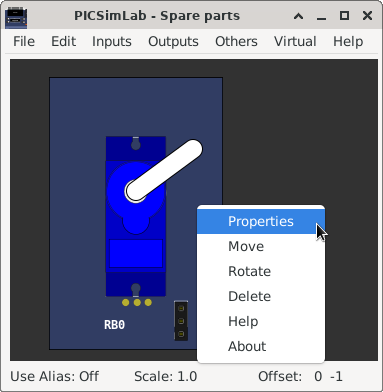 PICSimLab - Spare parts
File Edit Inputs Outputs Others Virtual Help
Properties
Move
Rotate
Delete
Help
About
RB0
Use Alias: Off Scale: 1.0 Offset: 0 -1